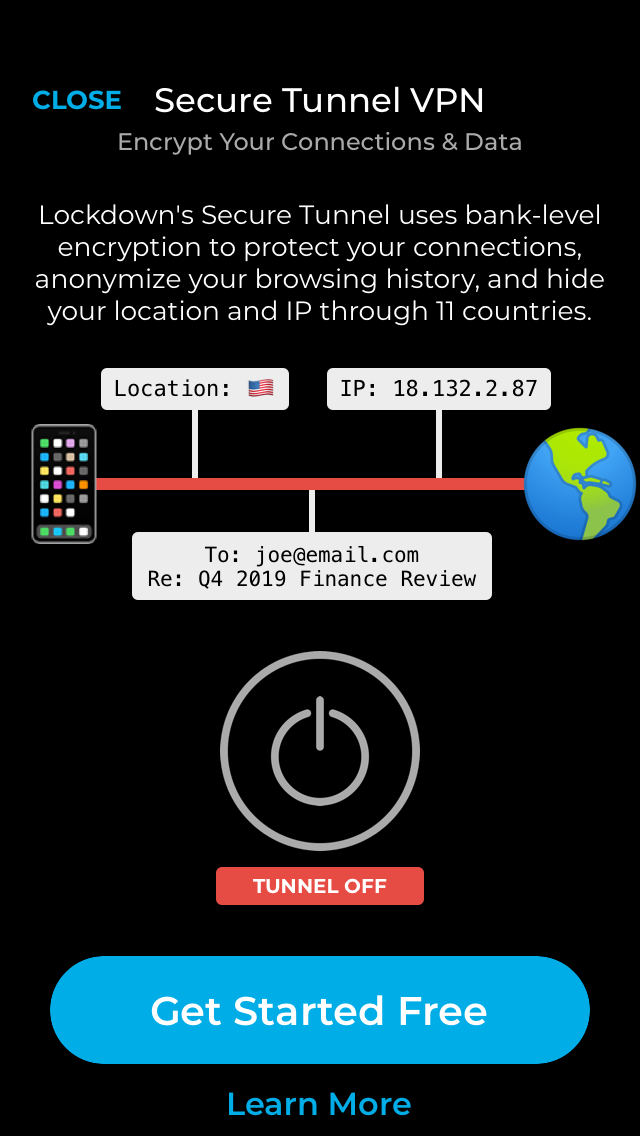 CLOSE Secure Tunnel VPN
Encrypt Your Connections & Data
Lockdown's Secure Tunnel uses bank-level
encryption to protect your connections,
anonymize your browsing history, and hide
your location and IP through 11 countries.
Location: 🇺🇸 IP: 18.132.2.87
To: joe@email.com
Re: Q4 2019 Finance Review
TUNNEL OFF
Get Started Free
Learn More